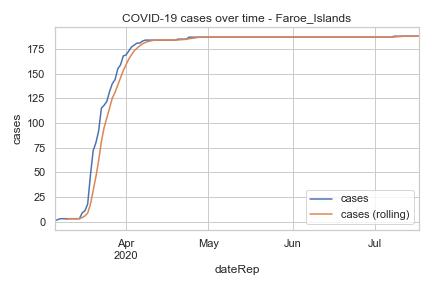 COVID-19 cases over time - Faroe_Islands
175
150
125
100
75
50
25
0
cases
Apr
2020
May
Jun
Jul
dateRep
cases
cases (rolling)